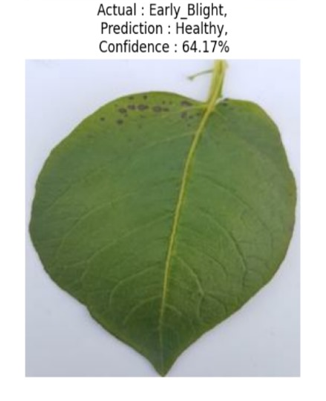 Actual : Early_Blight,
Prediction : Healthy,
Confidence : 64.17%